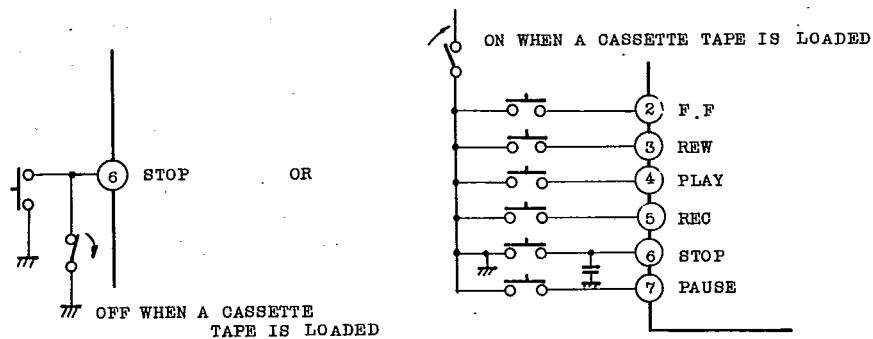 6 STOP
OR
OFF WHEN A CASSETTE
TAPE IS LOADED
ON WHEN A CASSETTE TAPE IS LOADED
2 F.F
3 REW
4 PLAY
5 REC
6 STOP
7 PAUSE